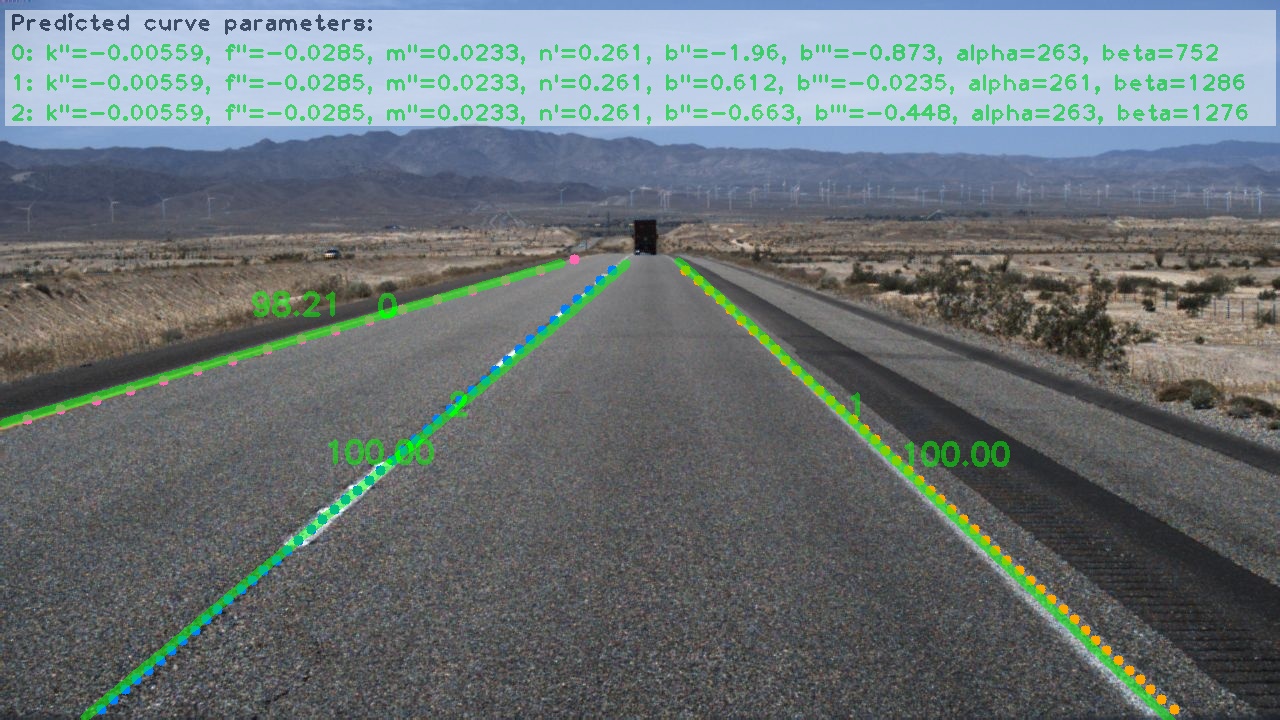 Predicted curve parameters:
0: k''=−0.00559, f''=−0.0285, m''=0.0233, n'=0.261, b''=−1.96, b'''=−0.873, alpha=263, beta=752
1: k''=−0.00559, f''=−0.0285, m''=0.0233, n'=0.261, b''=0.612, b'''=−0.0235, alpha=261, beta=1286
2: k''=−0.00559, f''=−0.0285, m''=0.0233, n'=0.261, b''=−0.663, b'''=−0.448, alpha=263, beta=1276
98.21 0
2 1
100.00 100.00